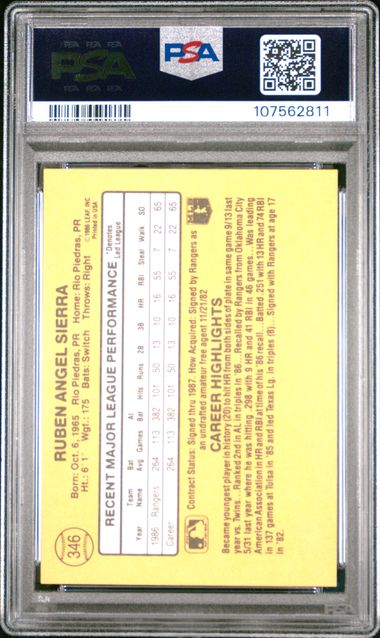 PSA
PSA
107562811
346
RUBEN ANGEL SIERRA
©1986 LEAF, INC.
Printed in USA
Born: Oct. 6, 1965 Rio Piedras, PR Home: Rio Piedras, PR
Ht.: 6' 1" Wgt.: 175 Bats: Switch Throws: Right
RECENT MAJOR LEAGUE PERFORMANCE
*Denotes
Led League
Year Team Name Bat Avg. Games At Bat Hits Runs 2B 3B HR RBI Steal Walk SO
1986 Rangers .264 113 382 101 50 13 10 16 55 7 22 65
Career .264 113 382 101 50 13 10 16 55 7 22 65
Contract Status: Signed thru 1987. How Acquired: Signed by Rangers as
an undrafted amateur free agent 11/21/82
CAREER HIGHLIGHTS
Became youngest player in history (20) to hit HR from both sides of plate in same game 9/13 last
year vs. Twins... Ranked 2nd in AL in triples in '86... Recalled by Rangers from Oklahoma City
5/31 last year where he was hitting .298 with 9 HR and 41 RBI in 46 games... Was leading
American Association in HR and RBI at time of his '86 recall... Batted .251 with 13 HR and 74 RBI
in 137 games at Tulsa in '85 and led Texas Lg. in triples (8)... Signed with Rangers at age 17
in '82.